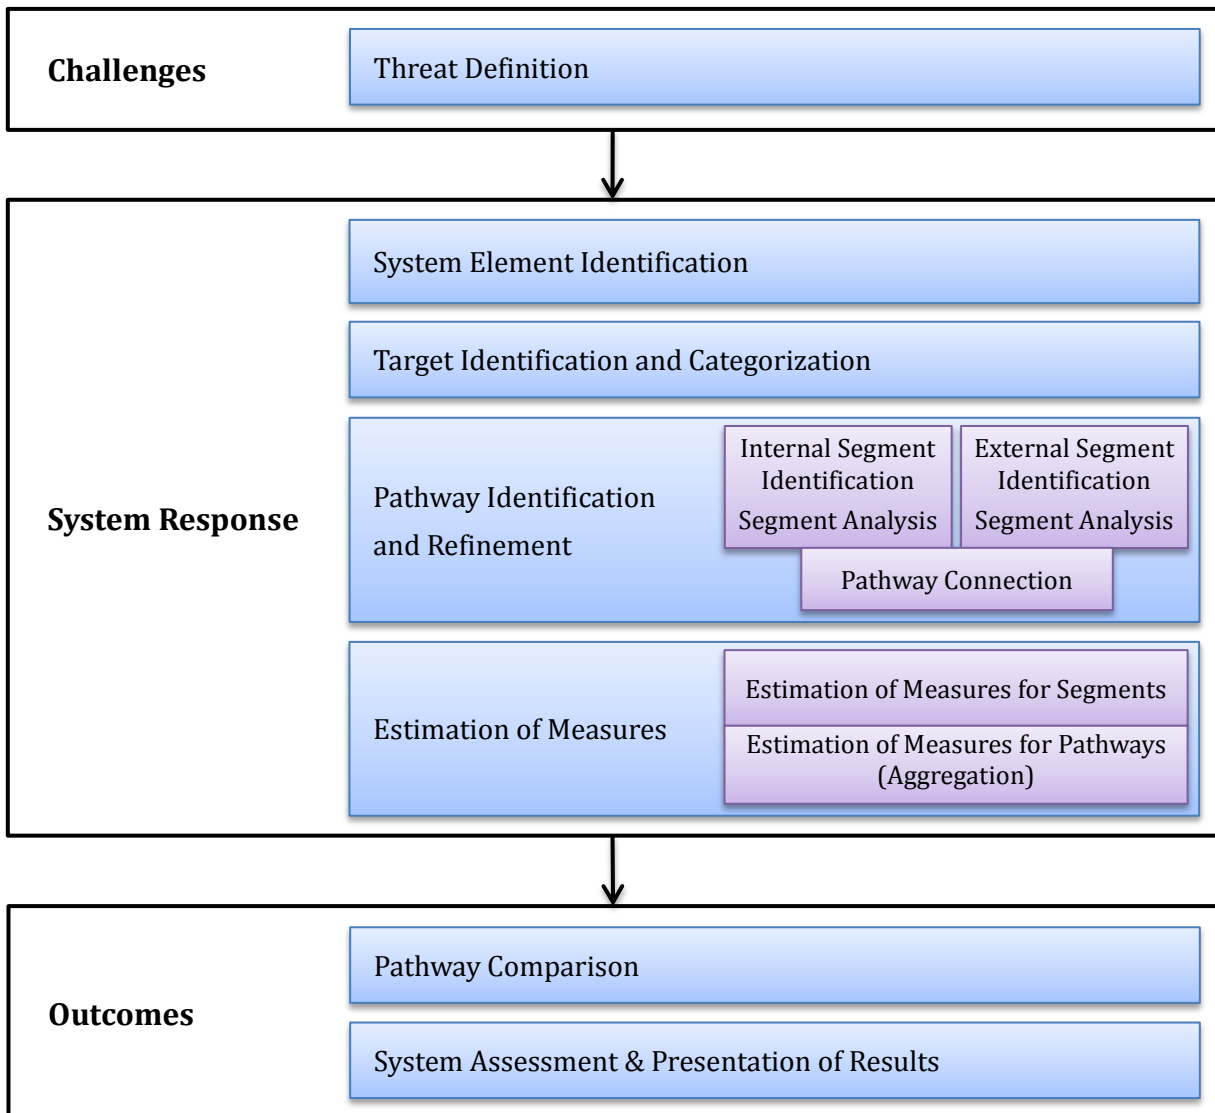 Challenges
Threat Definition
System Response
System Element Identification
Target Identification and Categorization
Pathway Identification
and Refinement
Internal Segment
Identification
Segment Analysis
External Segment
Identification
Segment Analysis
Pathway Connection
Estimation of Measures
Estimation of Measures for Segments
Estimation of Measures for Pathways
(Aggregation)
Outcomes
Pathway Comparison
System Assessment & Presentation of Results